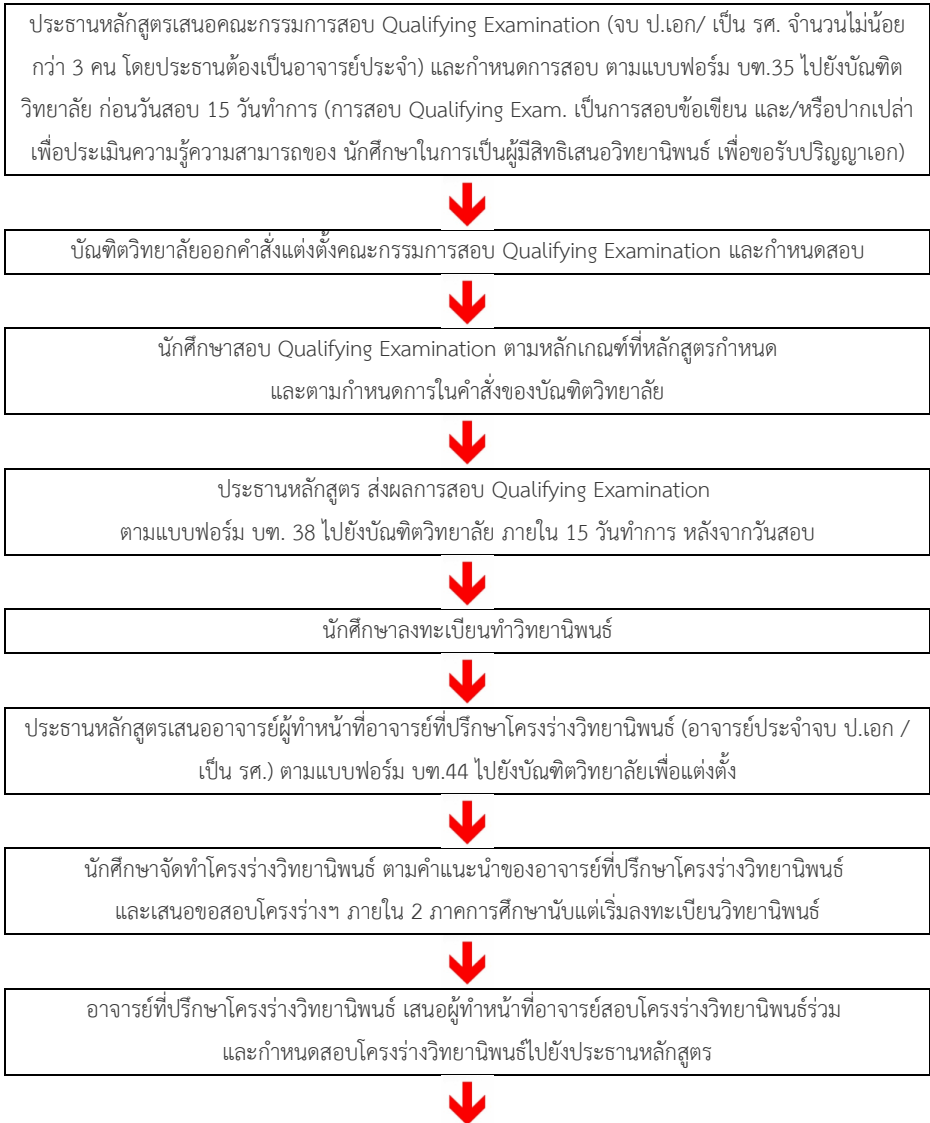 ประธานหลักสูตรเสนอคณะกรรมการสอบ Qualifying Examination (จบ ป.เอก/ เป็น รศ. จำนวนไม่น้อย
กว่า 3 คน โดยประธานต้องเป็นอาจารย์ประจำ) และกำหนดการสอบ ตามแบบฟอร์ม บฑ.35 ไปยังบัณฑิต
วิทยาลัย ก่อนวันสอบ 15 วันทำการ (การสอบ Qualifying Exam. เป็นการสอบข้อเขียน และ/หรือปากเปล่า
เพื่อประเมินความรู้ความสามารถของ นักศึกษาในการเป็นผู้มีสิทธิเสนอวิทยานิพนธ์ เพื่อขอรับปริญญาเอก)
บัณฑิตวิทยาลัยออกคำสั่งแต่งตั้งคณะกรรมการสอบ Qualifying Examination และกำหนดสอบ
นักศึกษาสอบ Qualifying Examination ตามหลักเกณฑ์ที่หลักสูตรกำหนด
และตามกำหนดการในคำสั่งของบัณฑิตวิทยาลัย
ประธานหลักสูตร ส่งผลการสอบ Qualifying Examination
ตามแบบฟอร์ม บฑ. 38 ไปยังบัณฑิตวิทยาลัย ภายใน 15 วันทำการ หลังจากวันสอบ
นักศึกษาลงทะเบียนทำวิทยานิพนธ์
ประธานหลักสูตรเสนออาจารย์ผู้ทำหน้าที่อาจารย์ที่ปรึกษาโครงร่างวิทยานิพนธ์ (อาจารย์ประจำจบ ป.เอก /
เป็น รศ.) ตามแบบฟอร์ม บฑ.44 ไปยังบัณฑิตวิทยาลัยเพื่อแต่งตั้ง
นักศึกษาจัดทำโครงร่างวิทยานิพนธ์ ตามคำแนะนำของอาจารย์ที่ปรึกษาโครงร่างวิทยานิพนธ์
และเสนอขอสอบโครงร่างฯ ภายใน 2 ภาคการศึกษานับแต่เริ่มลงทะเบียนวิทยานิพนธ์
อาจารย์ที่ปรึกษาโครงร่างวิทยานิพนธ์ เสนอผู้ทำหน้าที่อาจารย์สอบโครงร่างวิทยานิพนธ์ร่วม
และกำหนดสอบโครงร่างวิทยานิพนธ์ไปยังประธานหลักสูตร